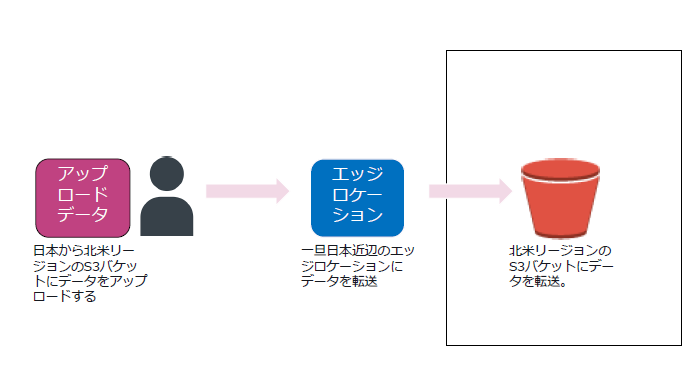 アップ
ロード
データ
日本から北米リー
ジョンのS3バケッ
トにデータをアップ
ロードする
エッジ
ロケー
ション
一旦日本近辺のエッ
ジロケーションに
データを転送
北米リージョンの
S3バケットにデー
タを転送。